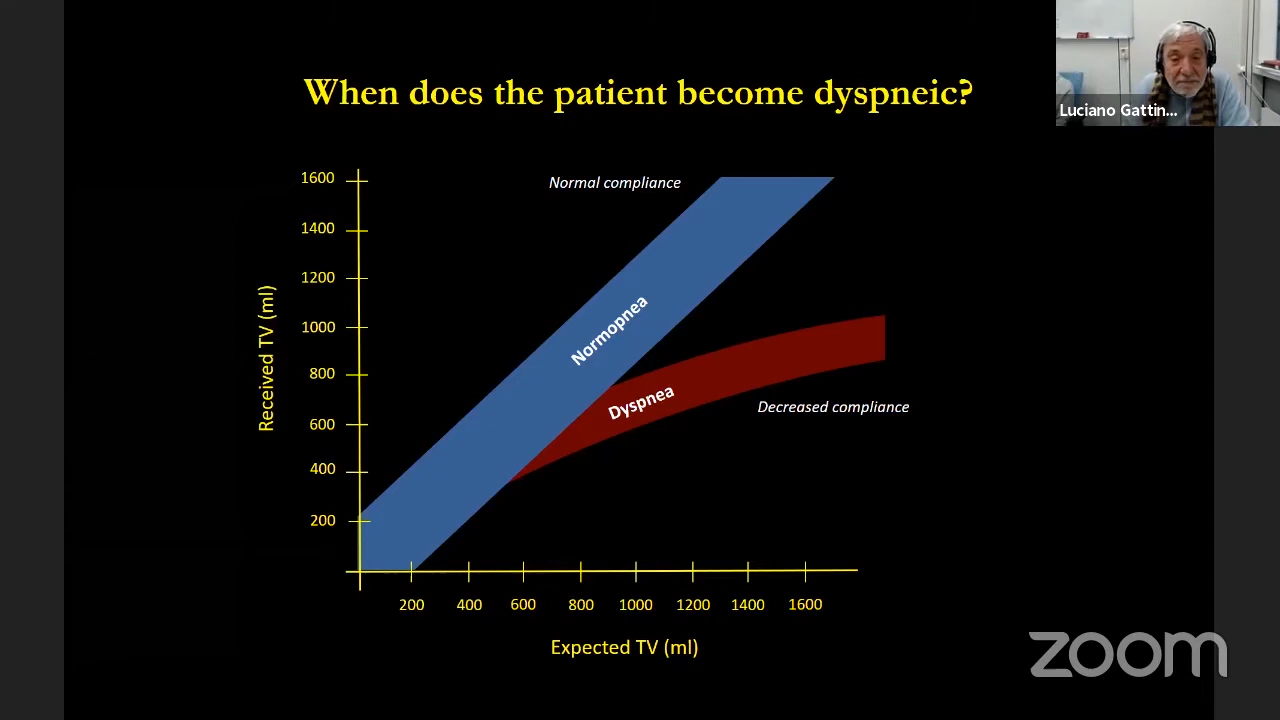 When does the patient become dyspneic?
Luciano Gattin...
Normal compliance
1600
1400
1200
1000
800
600
400
200
Received TV (ml)
Normopnea
Dyspnea
Decreased compliance
200 400 600 800 1000 1200 1400 1600
Expected TV (ml)
zoom